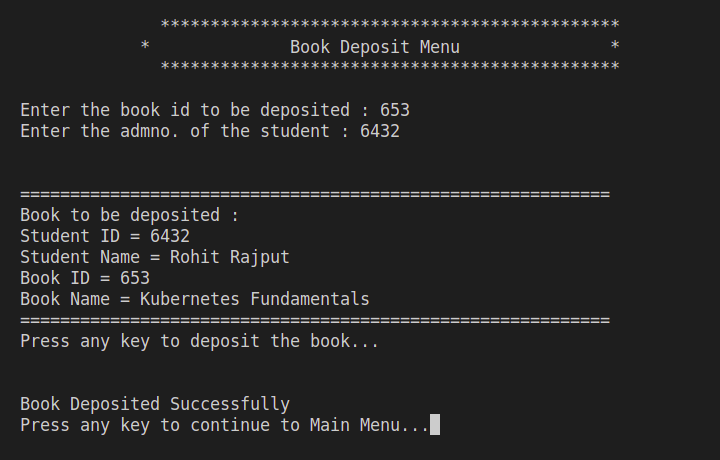 **********************************************
* Book Deposit Menu *
**********************************************
Enter the book id to be deposited : 653
Enter the admno. of the student : 6432
===========================================================
Book to be deposited :
Student ID = 6432
Student Name = Rohit Rajput
Book ID = 653
Book Name = Kubernetes Fundamentals
===========================================================
Press any key to deposit the book...
Book Deposited Successfully
Press any key to continue to Main Menu...